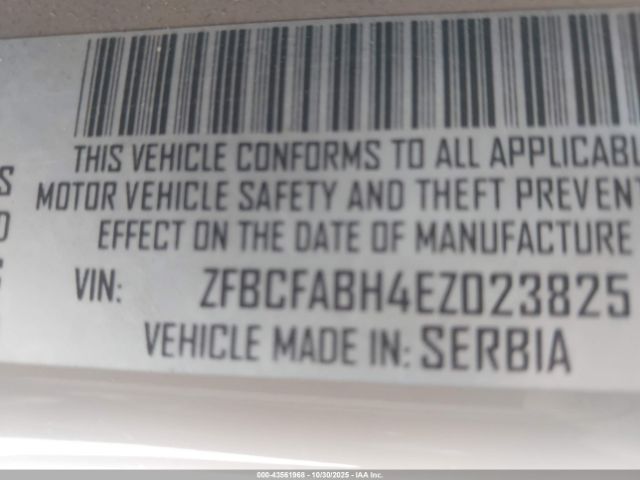 THIS VEHICLE CONFORMS TO ALL APPLICABL
MOTOR VEHICLE SAFETY AND THEFT PREVENT
EFFECT ON THE DATE OF MANUFACTURE
VIN: ZFBCFABH4EZ023825
VEHICLE MADE IN: SERBIA
000-43561968 - 10/30/2025 - IAA Inc.